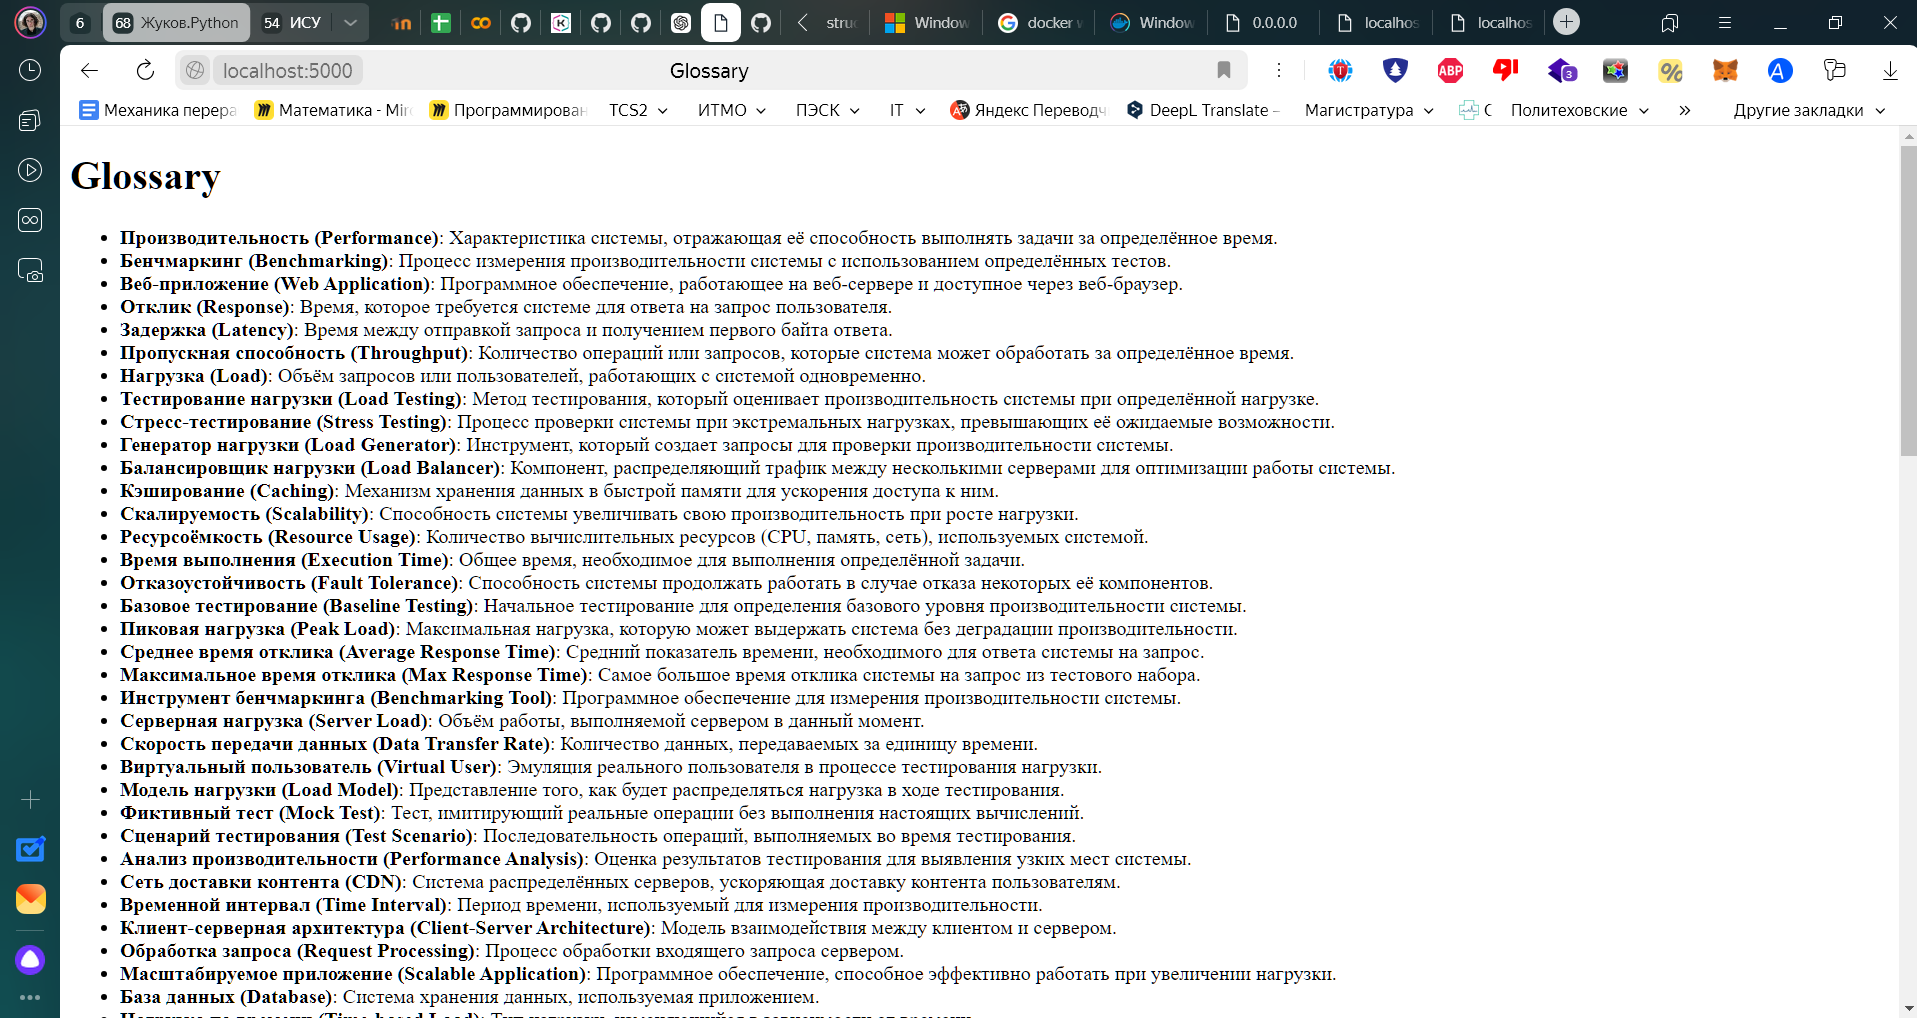 6
68 Жуков.Python
54 ИСУ
struc
Window
docker w
Window
0.0.0.0
localhos
localhos
localhost:5000
Glossary
ABP
3
Механика перера
Математика - Mir
Программирован
TCS2
ИТМО
ПЭСК
IT
Яндекс Переводч
DeepL Translate –
Магистратура
С
Политеховские
»
Другие закладки
Glossary
Производительность (Performance): Характеристика системы, отражающая её способность выполнять задачи за определённое время.
Бенчмаркинг (Benchmarking): Процесс измерения производительности системы с использованием определённых тестов.
Веб-приложение (Web Application): Программное обеспечение, работающее на веб-сервере и доступное через веб-браузер.
Отклик (Response): Время, которое требуется системе для ответа на запрос пользователя.
Задержка (Latency): Время между отправкой запроса и получением первого байта ответа.
Пропускная способность (Throughput): Количество операций или запросов, которые система может обработать за определённое время.
Нагрузка (Load): Объём запросов или пользователей, работающих с системой одновременно.
Тестирование нагрузки (Load Testing): Метод тестирования, который оценивает производительность системы при определённой нагрузке.
Стресс-тестирование (Stress Testing): Процесс проверки системы при экстремальных нагрузках, превышающих её ожидаемые возможности.
Генератор нагрузки (Load Generator): Инструмент, который создает запросы для проверки производительности системы.
Балансировщик нагрузки (Load Balancer): Компонент, распределяющий трафик между несколькими серверами для оптимизации работы системы.
Кэширование (Caching): Механизм хранения данных в быстрой памяти для ускорения доступа к ним.
Скалируемость (Scalability): Способность системы увеличивать свою производительность при росте нагрузки.
Ресурсоёмкость (Resource Usage): Количество вычислительных ресурсов (CPU, память, сеть), используемых системой.
Время выполнения (Execution Time): Общее время, необходимое для выполнения определённой задачи.
Отказоустойчивость (Fault Tolerance): Способность системы продолжать работать в случае отказа некоторых её компонентов.
Базовое тестирование (Baseline Testing): Начальное тестирование для определения базового уровня производительности системы.
Пиковая нагрузка (Peak Load): Максимальная нагрузка, которую может выдержать система без деградации производительности.
Среднее время отклика (Average Response Time): Средний показатель времени, необходимого для ответа системы на запрос.
Максимальное время отклика (Max Response Time): Самое большое время отклика системы на запрос из тестового набора.
Инструмент бенчмаркинга (Benchmarking Tool): Программное обеспечение для измерения производительности системы.
Серверная нагрузка (Server Load): Объём работы, выполняемой сервером в данный момент.
Скорость передачи данных (Data Transfer Rate): Количество данных, передаваемых за единицу времени.
Виртуальный пользователь (Virtual User): Эмуляция реального пользователя в процессе тестирования нагрузки.
Модель нагрузки (Load Model): Представление того, как будет распределяться нагрузка в ходе тестирования.
Фиктивный тест (Mock Test): Тест, имитирующий реальные операции без выполнения настоящих вычислений.
Сценарий тестирования (Test Scenario): Последовательность операций, выполняемых во время тестирования.
Анализ производительности (Performance Analysis): Оценка результатов тестирования для выявления узких мест системы.
Сеть доставки контента (CDN): Система распределённых серверов, ускоряющая доставку контента пользователям.
Временной интервал (Time Interval): Период времени, используемый для измерения производительности.
Клиент-серверная архитектура (Client-Server Architecture): Модель взаимодействия между клиентом и сервером.
Обработка запроса (Request Processing): Процесс обработки входящего запроса сервером.
Масштабируемое приложение (Scalable Application): Программное обеспечение, способное эффективно работать при увеличении нагрузки.
База данных (Database): Система хранения данных, используемая приложением.